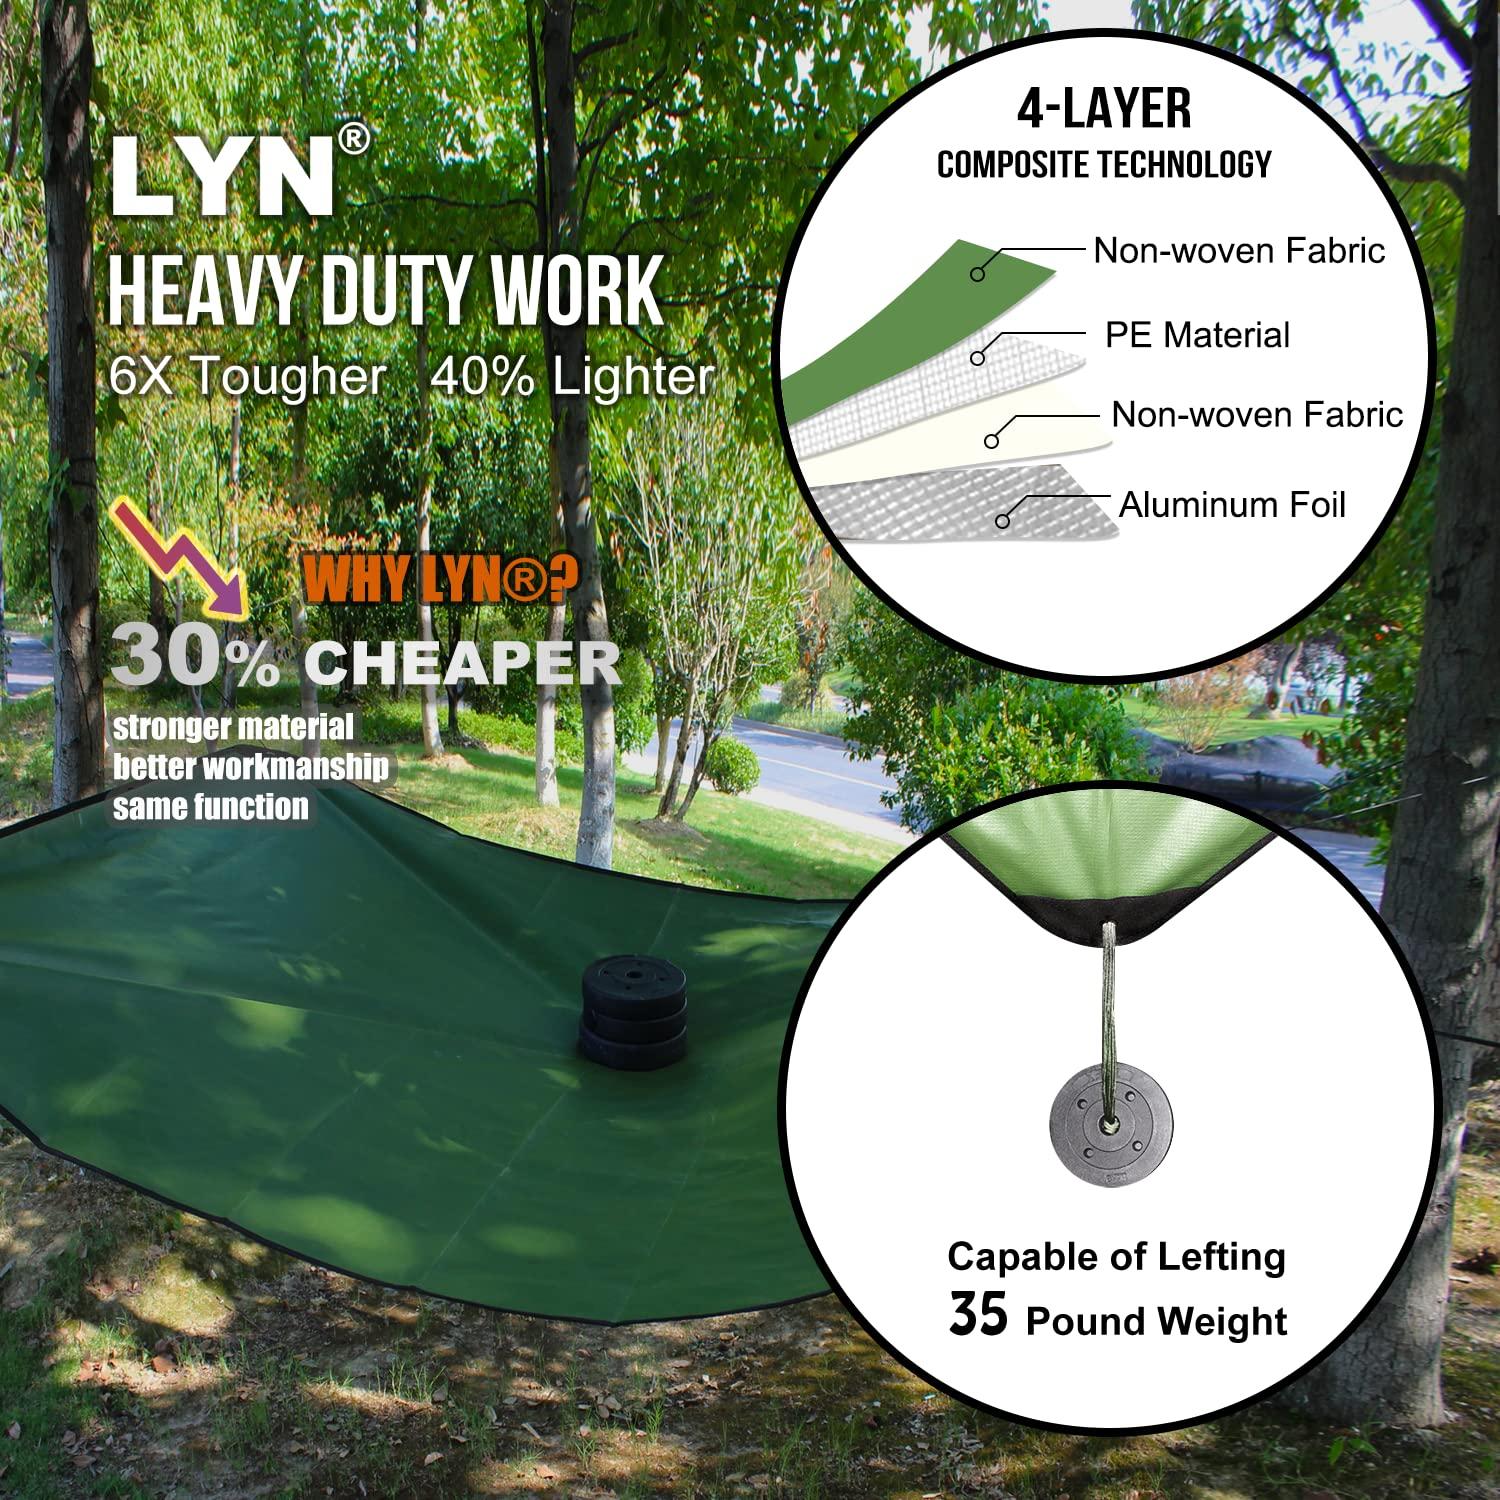 LYN®
HEAVY DUTY WORK
6X Tougher 40% Lighter
WHY LYN®?
30% CHEAPER
stronger material
better workmanship
same function
4-LAYER
COMPOSITE TECHNOLOGY
Non-woven Fabric
PE Material
Non-woven Fabric
Aluminum Foil
Capable of Lefting
35 Pound Weight